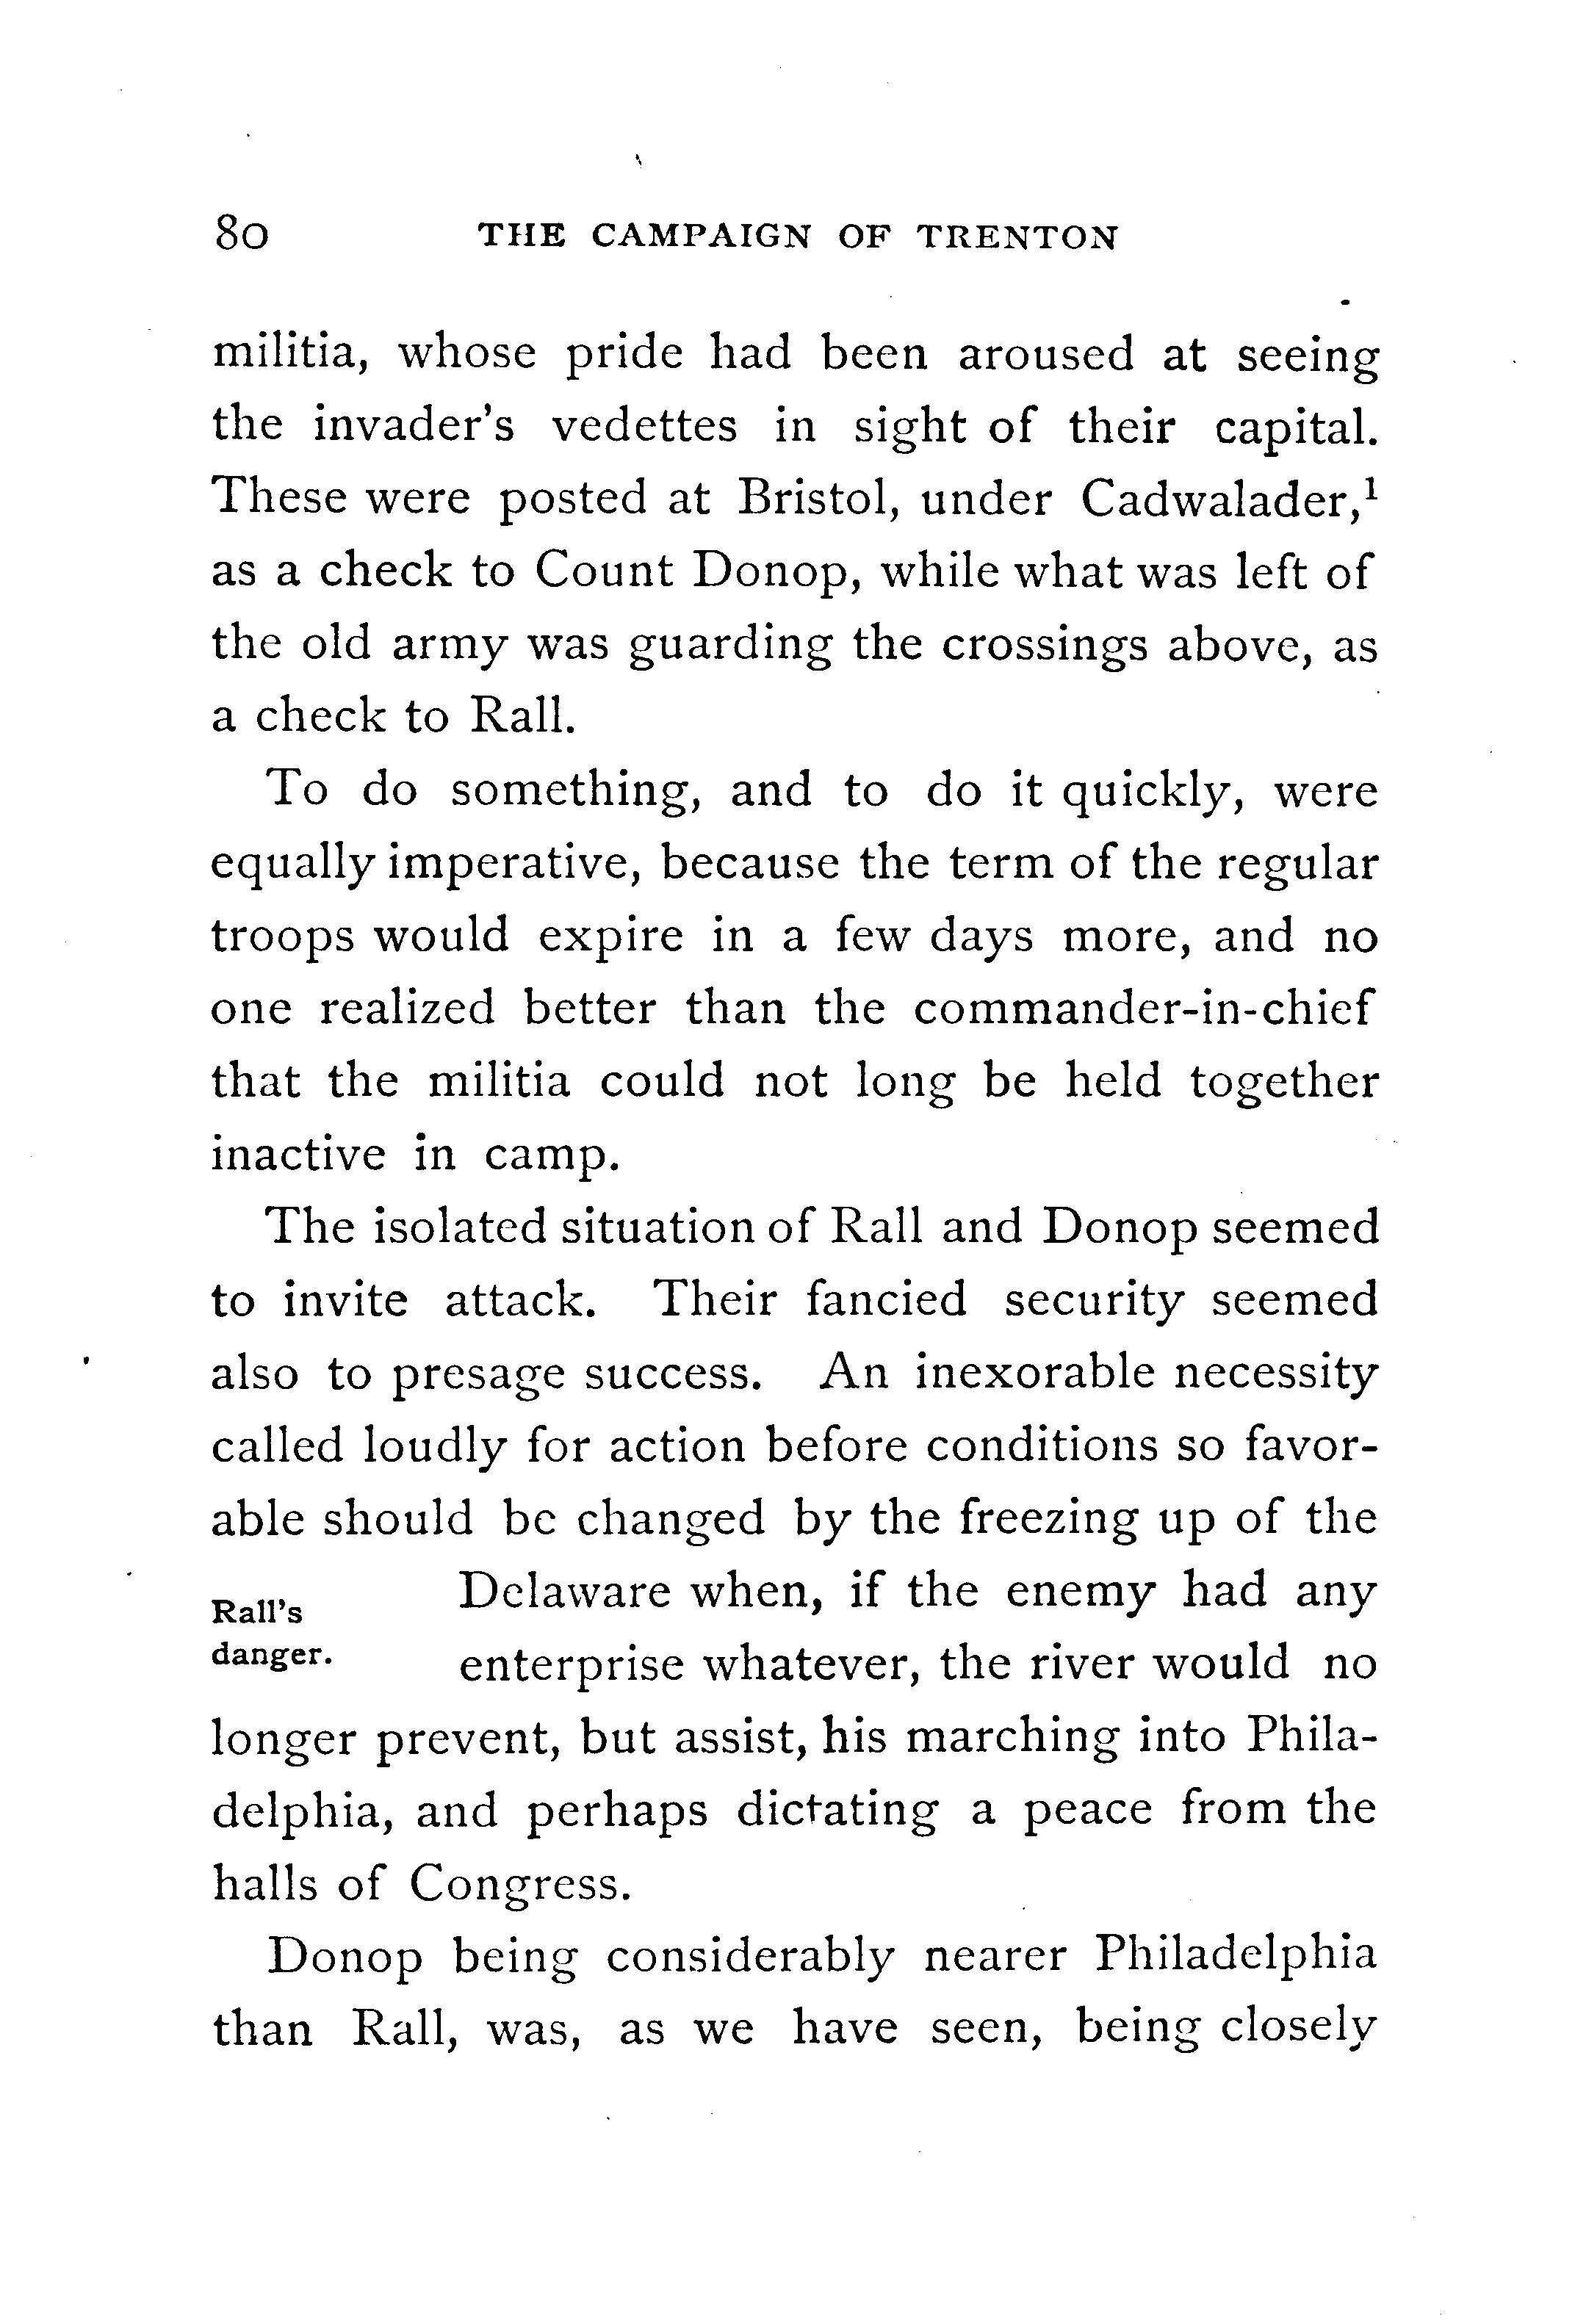 80 THE CAMPAIGN OF TRENTON
militia, whose pride had been aroused at seeing
the invader's vedettes in sight of their capital.
These were posted at Bristol, under Cadwalader,¹
as a check to Count Donop, while what was left of
the old army was guarding the crossings above, as
a check to Rall.
To do something, and to do it quickly, were
equally imperative, because the term of the regular
troops would expire in a few days more, and no
one realized better than the commander-in-chief
that the militia could not long be held together
inactive in camp.
The isolated situation of Rall and Donop seemed
to invite attack. Their fancied security seemed
also to presage success. An inexorable necessity
called loudly for action before conditions so favor-
able should be changed by the freezing up of the
Rall's
danger.
Delaware when, if the enemy had any
enterprise whatever, the river would no
longer prevent, but assist, his marching into Phila-
delphia, and perhaps dictating a peace from the
halls of Congress.
Donop being considerably nearer Philadelphia
than Rall, was, as we have seen, being closely